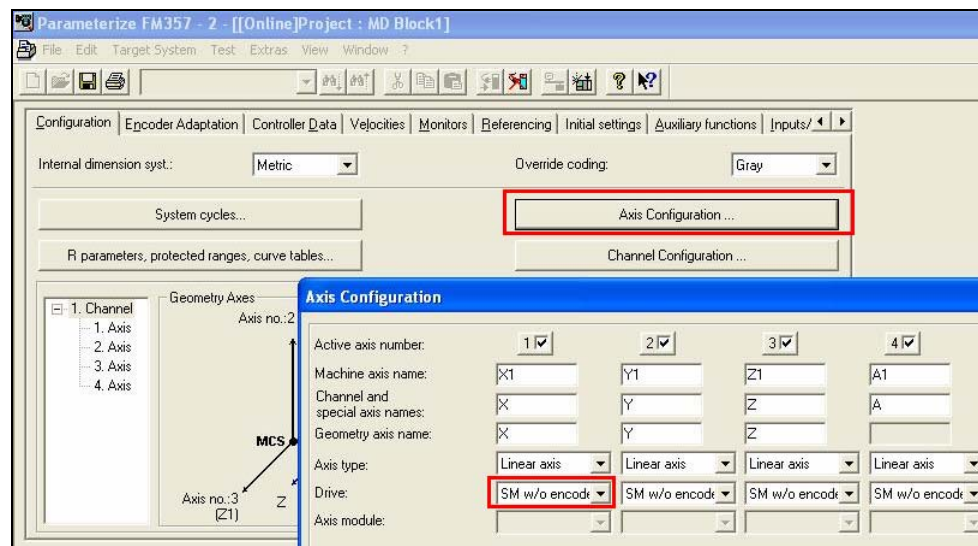 Parameterize FM357 - 2 - [[Online]Project : MD Block1]
File Edit Target System Test Extras View Window ?
Configuration Encoder Adaptation Controller Data Velocities Monitors Referencing Initial settings Auxiliary functions Inputs/
Internal dimension syst.: Metric Override coding: Gray
System cycles... Axis Configuration ...
R parameters, protected ranges, curve tables... Channel Configuration ...
1. Channel
1. Axis
2. Axis
3. Axis
4. Axis
Geometry Axes
Axis no.:2
MCS
Axis no.:3
(Z1)
Z
Axis Configuration
Active axis number: 1 2 3 4
Machine axis name: X1 Y1 Z1 A1
Channel and
special axis names: X Y Z A
Geometry axis name: X Y Z
Axis type: Linear axis Linear axis Linear axis Linear axis
Drive: SM w/o encode SM w/o encode SM w/o encode SM w/o encode
Axis module: